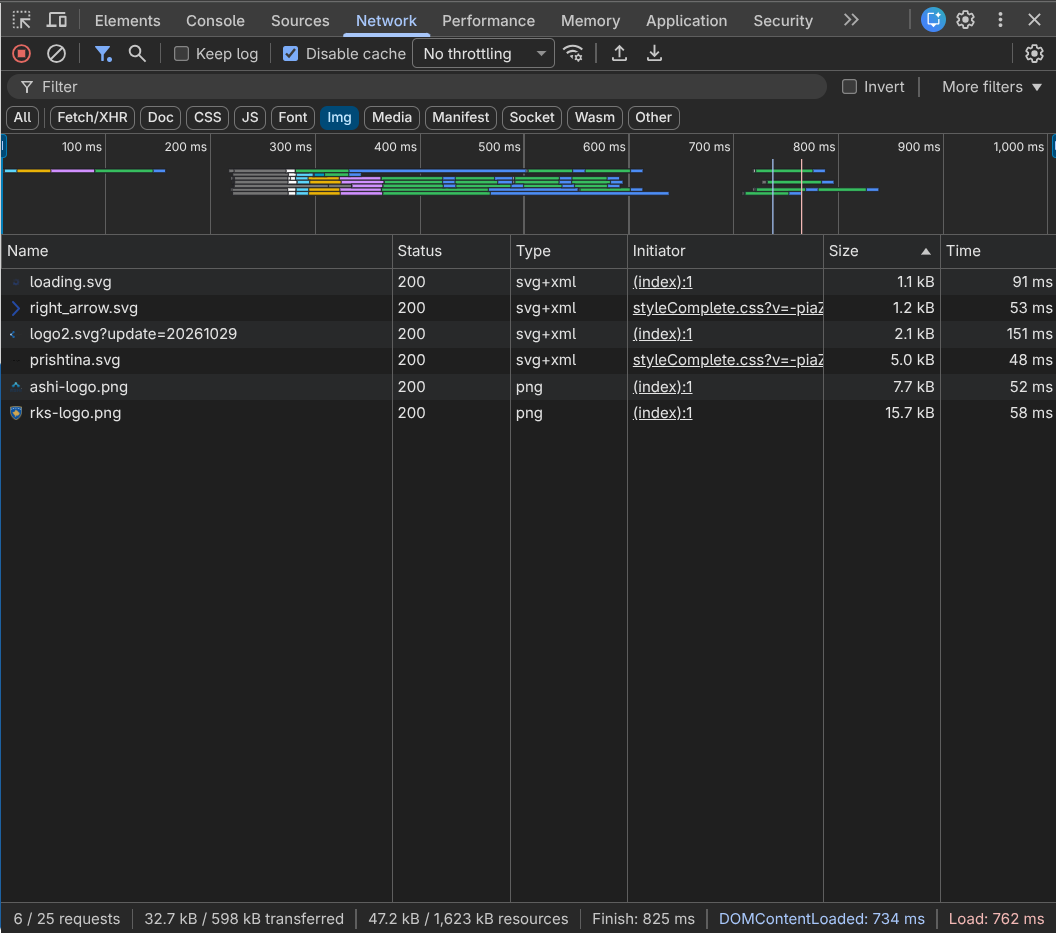 Elements Console Sources Network Performance Memory Application Security
Keep log Disable cache No throttling
Filter Invert More filters
All Fetch/XHR Doc CSS JS Font Img Media Manifest Socket Wasm Other
100 ms 200 ms 300 ms 400 ms 500 ms 600 ms 700 ms 800 ms 900 ms 1,000 ms
Name Status Type Initiator Size Time
loading.svg 200 svg+xml (index):1 1.1 kB 91 ms
right_arrow.svg 200 svg+xml styleComplete.css?v=-piaZ 1.2 kB 53 ms
logo2.svg?update=20261029 200 svg+xml (index):1 2.1 kB 151 ms
prishtina.svg 200 svg+xml styleComplete.css?v=-piaZ 5.0 kB 48 ms
ashi-logo.png 200 png (index):1 7.7 kB 52 ms
rks-logo.png 200 png (index):1 15.7 kB 58 ms
6 / 25 requests 32.7 kB / 598 kB transferred 47.2 kB / 1,623 kB resources Finish: 825 ms DOMContentLoaded: 734 ms Load: 762 ms